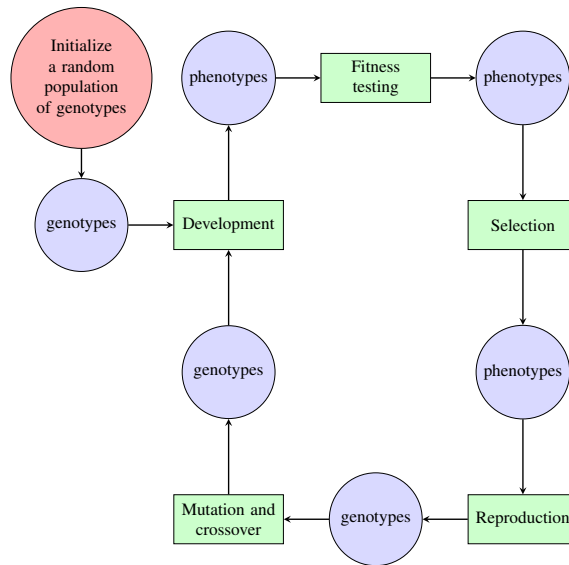 Initialize
a random
population
of genotypes
phenotypes
Fitness
testing
phenotypes
genotypes
Development
Selection
genotypes
phenotypes
Mutation and
crossover
genotypes
Reproduction